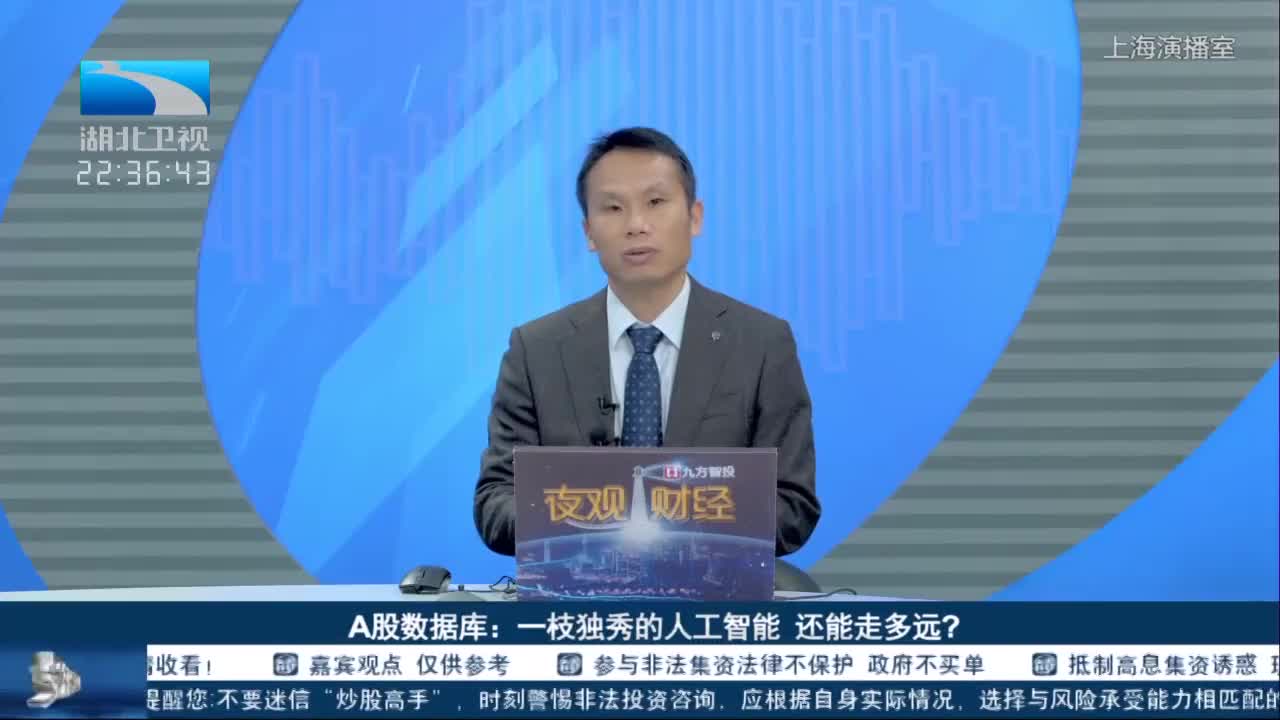 上海演播室
湖北卫视
22:36:43
九方智投
夜观财经
A股数据库：一枝独秀的人工智能 还能走多远?
收看! 嘉宾观点 仅供参考 参与非法集资法律不保护 政府不买单 抵制高息集资诱惑
是醒您:不要迷信“炒股高手”，时刻警惕非法投资咨询，应根据自身实际情况，选择与风险承受能力相匹配的